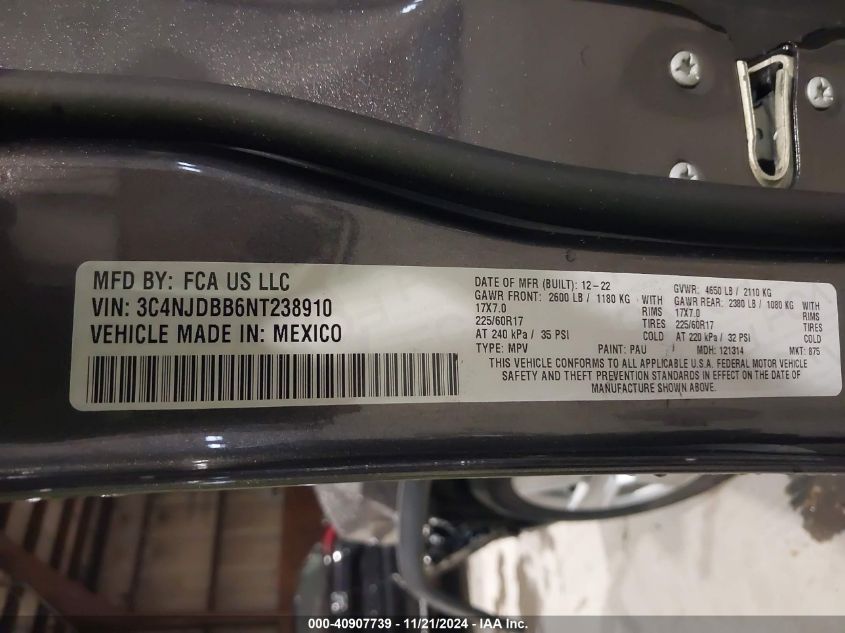 MFD BY: FCA US LLC
VIN: 3C4NJDBB6NT238910
VEHICLE MADE IN: MEXICO
DATE OF MFR (BUILT): 12-22 GVWR: 4650 LB / 2110 KG
GAWR FRONT: 2600 LB / 1180 KG WITH GAWR REAR: 2380 LB / 1080 KG WITH
17X7.0 RIMS 17X7.0 RIMS
225/60R17 TIRES 225/60R17 TIRES
AT 240 kPa / 35 PSI COLD AT 220 kPa / 32 PSI COLD
TYPE: MPV PAINT: PAU MDH: 121314 MKT: 875
THIS VEHICLE CONFORMS TO ALL APPLICABLE U.S.A. FEDERAL MOTOR VEHICLE
SAFETY AND THEFT PREVENTION STANDARDS IN EFFECT ON THE DATE OF
MANUFACTURE SHOWN ABOVE.
000-40907739 - 11/21/2024 - IAA Inc.